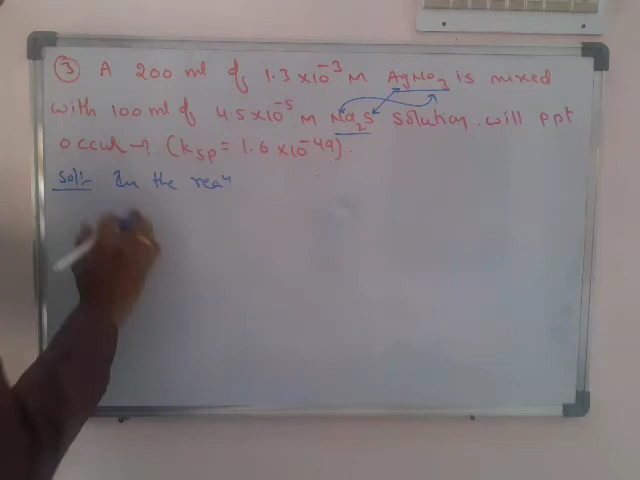 ③ A 200 ml of 1.3 × 10⁻³ M AgNO₃ is mixed
with 100 ml of 4.5 × 10⁻⁵ M Na₂S solution. will ppt
occur → (Ksp = 1.6 × 10⁻⁴⁹).
Sol:- In the reaⁿ